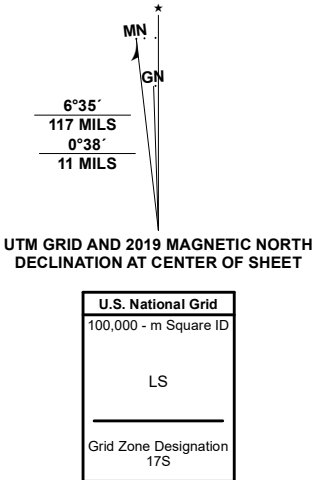 ★
MN
GN
6°35´
117 MILS
0°38´
11 MILS
UTM GRID AND 2019 MAGNETIC NORTH
DECLINATION AT CENTER OF SHEET
U.S. National Grid
100,000 - m Square ID
LS
Grid Zone Designation
17S